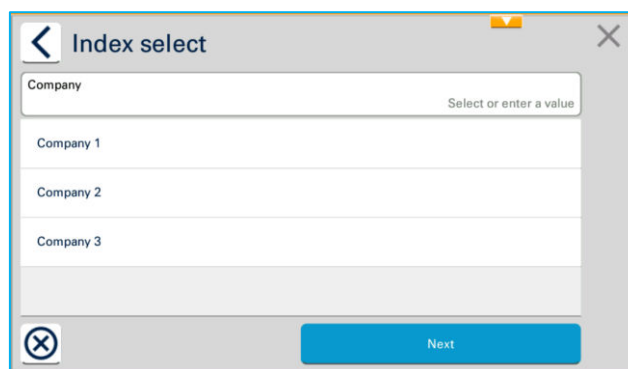 Index select
Company
Select or enter a value
Company 1
Company 2
Company 3
Next